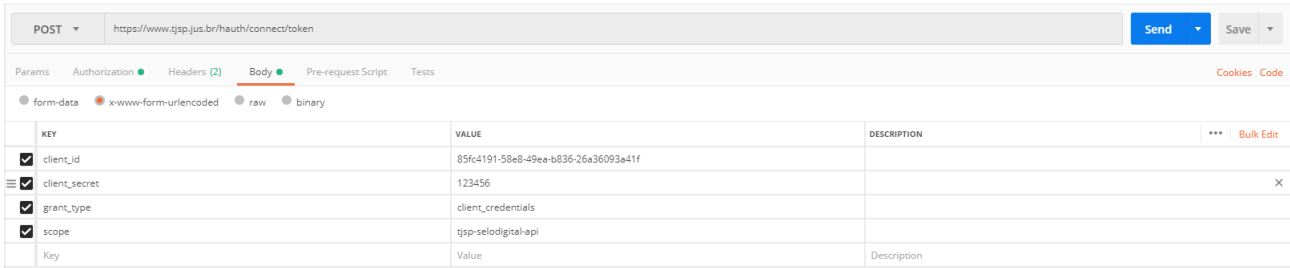 POST https://www.tjsp.jus.br/hauth/connect/token Send Save
Params Authorization Headers (2) Body Pre-request Script Tests Cookies Code
form-data x-www-form-urlencoded raw binary
KEY VALUE DESCRIPTION ••• Bulk Edit
client_id 85fc4191-58e8-49ea-b836-26a36093a41f
client_secret 123456
grant_type client_credentials
scope tjsp-selodigital-api
Key Value Description